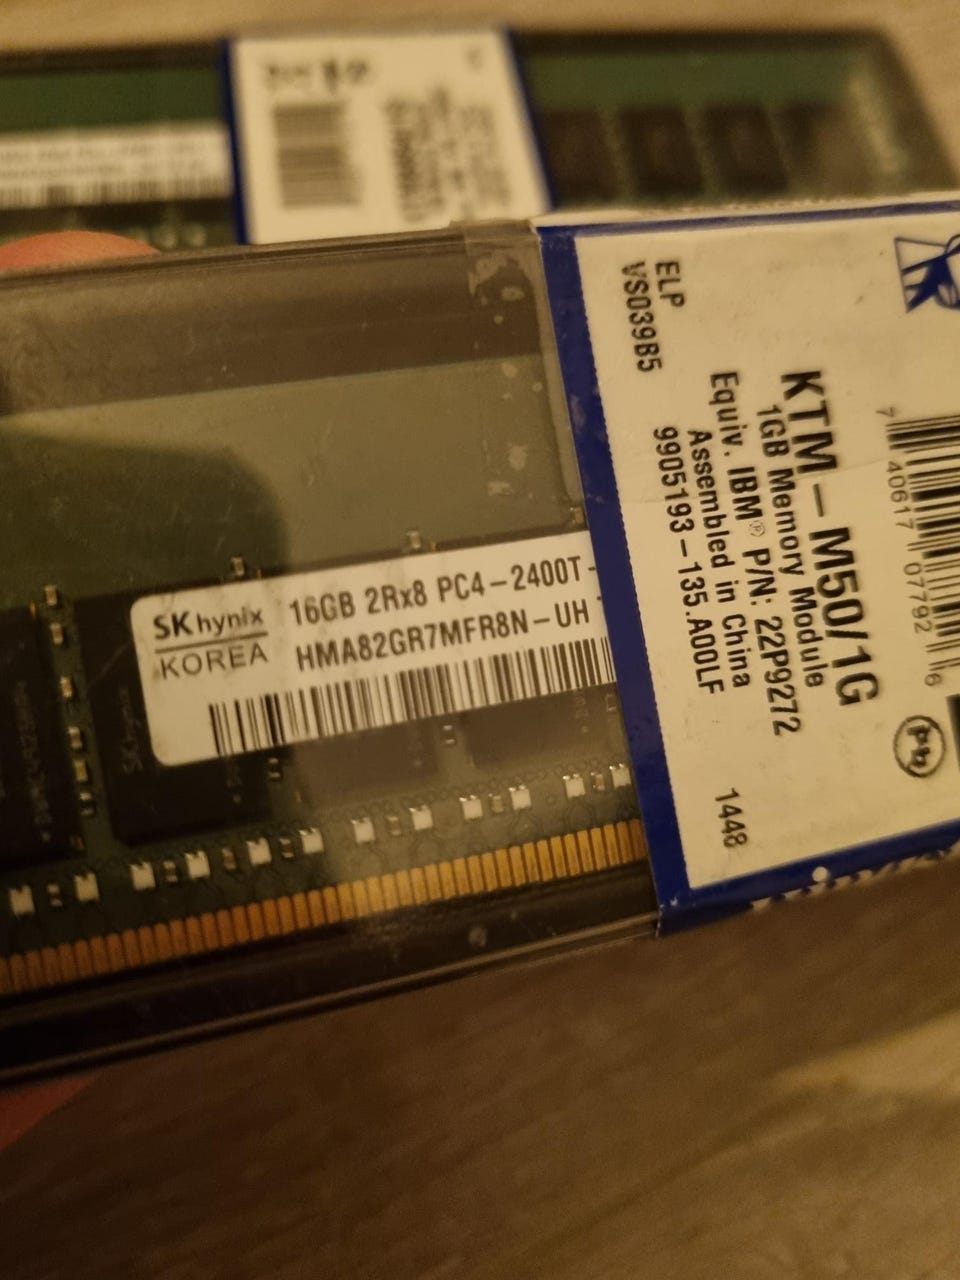 SK hynix
KOREA
16GB 2Rx8 PC4-2400T-
HMA82GR7MFR8N-UH
KTM-M50/1G
1GB Memory Module
Equiv. IBM® P/N: 22P9272
Assembled in China
9905193-135.A00LF
ELP
VS039B5
1448
7 40617 07792 6
Pb